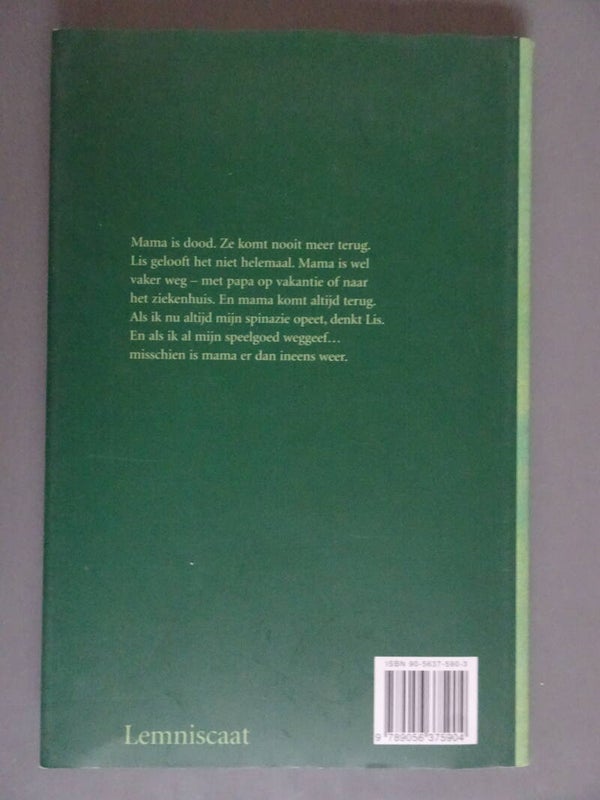 Mama is dood. Ze komt nooit meer terug.
Lis gelooft het niet helemaal. Mama is wel
vaker weg – met papa op vakantie of naar
het ziekenhuis. En mama komt altijd terug.
Als ik nu altijd mijn spinazie opeet, denkt Lis.
En als ik al mijn speelgoed weggeef…
misschien is mama er dan ineens weer.
ISBN 90-5637-590-3
9 789056 375904
Lemniscaat